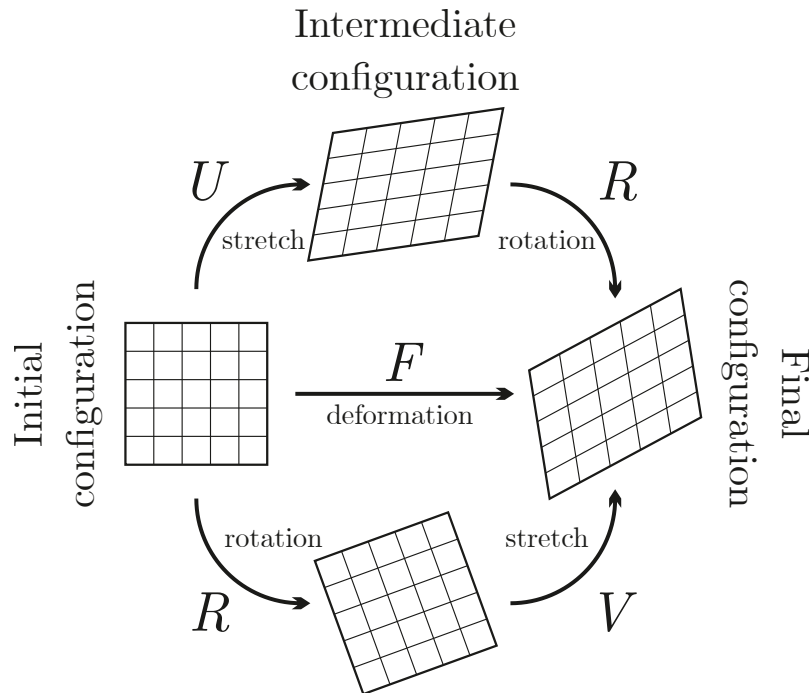 Intermediate
configuration
U
R
stretch
rotation
Initial
configuration
F
deformation
Final
configuration
rotation
stretch
R
V